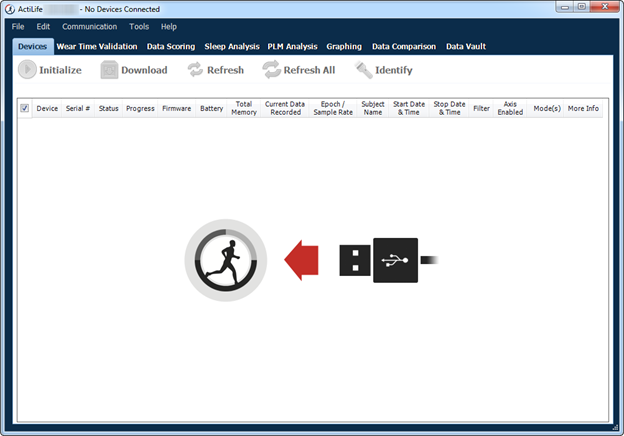 ActiLife - No Devices Connected
File Edit Communication Tools Help
Devices Wear Time Validation Data Scoring Sleep Analysis PLM Analysis Graphing Data Comparison Data Vault
Initialize Download Refresh Refresh All Identify
Device Serial # Status Progress Firmware Battery Total Memory Current Data Recorded Epoch / Sample Rate Subject Name Start Date & Time Stop Date & Time Filter Axis Enabled Mode(s) More Info